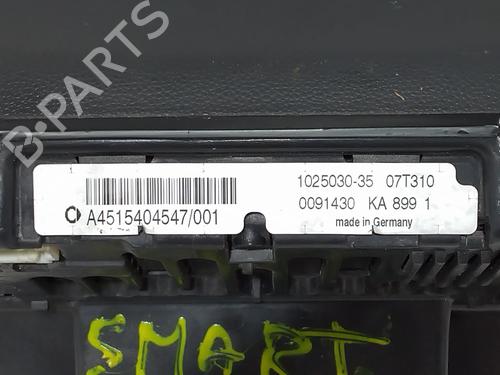 B-PARTS
1025030-35 07T310
A4515404547/001
0091430 KA 899 1
made in Germany
SMART